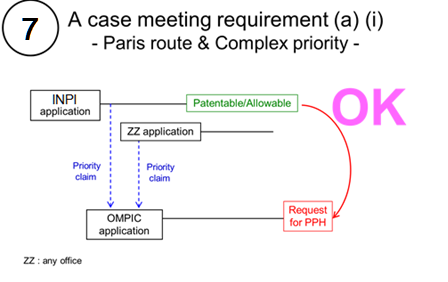 7
A case meeting requirement (a) (i)
- Paris route & Complex priority -
INPI
application
Patentable/Allowable
OK
ZZ application
Priority
claim
Priority
claim
OMPIC
application
Request
for PPH
ZZ : any office